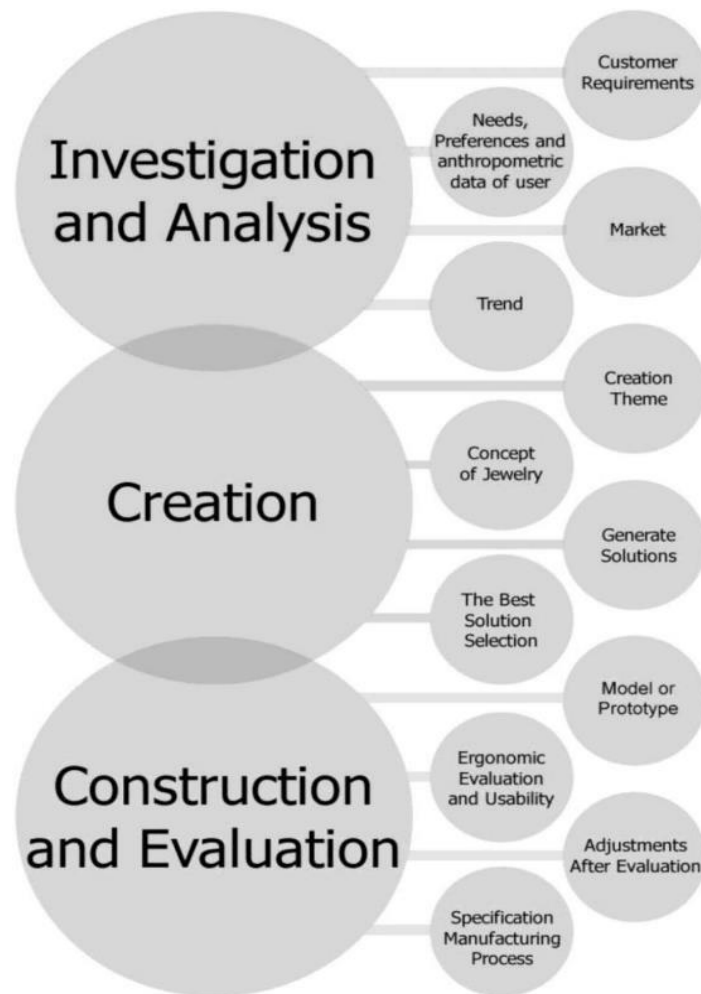 Investigation
and Analysis
Customer
Requirements
Needs,
Preferences and
anthropometric
data of user
Market
Trend
Creation
Creation
Theme
Concept
of Jewelry
Generate
Solutions
The Best
Solution
Selection
Construction
and Evaluation
Model or
Prototype
Ergonomic
Evaluation
and Usability
Adjustments
After Evaluation
Specification
Manufacturing
Process